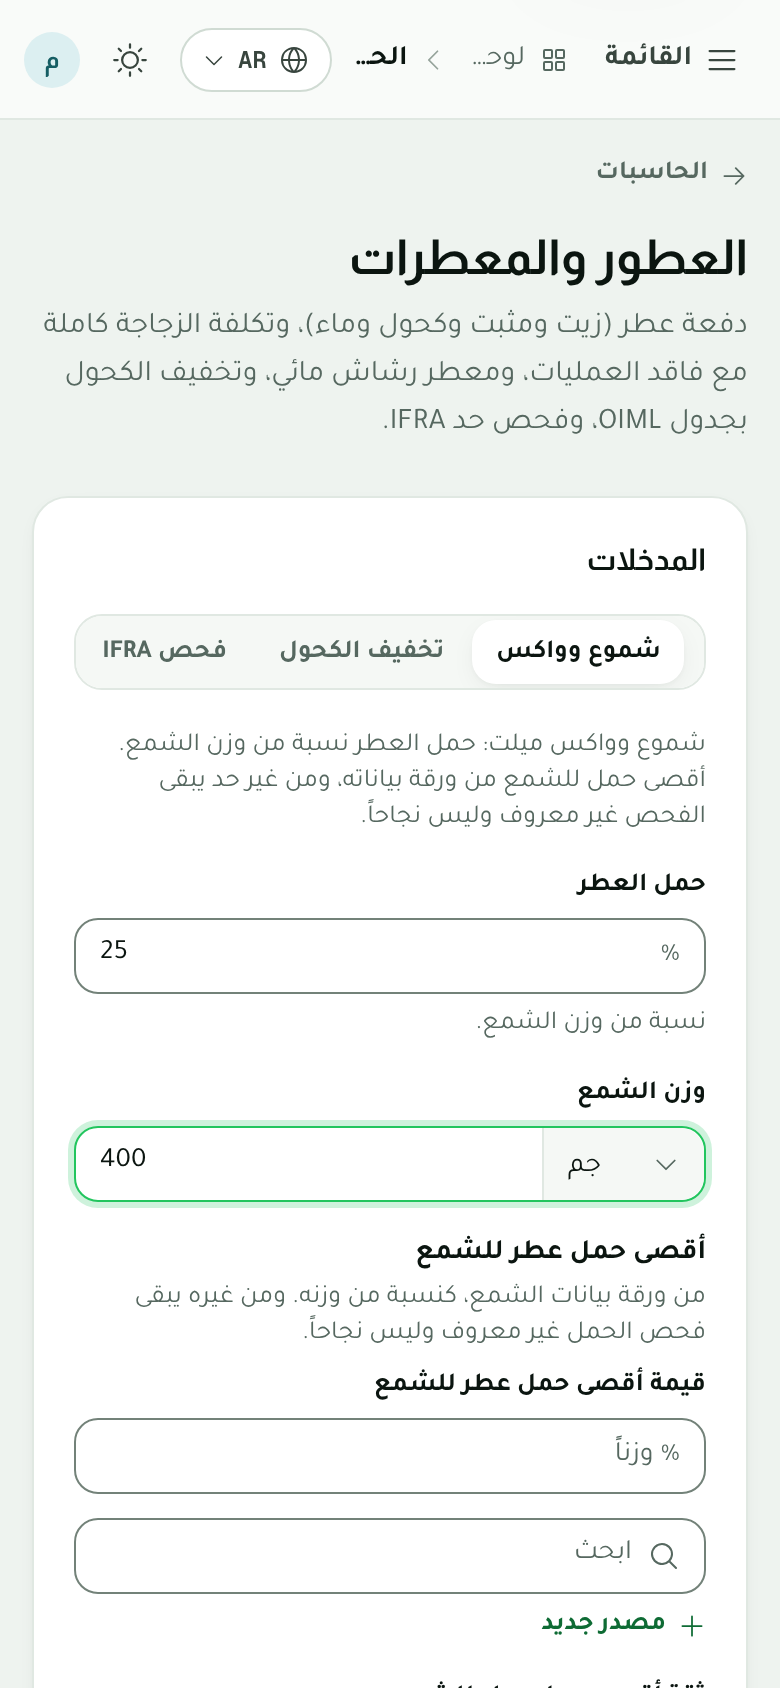 القائمة
لوحـ...
الحـ...
AR
م
الحاسبات
العطور والمعطرات
دفعة عطر (زيت ومثبت وكحول وماء)، وتكلفة الزجاجة كاملة
مع فاقد العمليات، ومعطر رشاش مائي، وتخفيف الكحول
بجدول OIML، وفحص حد IFRA.
المدخلات
شموع وواكس
تخفيف الكحول
فحص IFRA
شموع وواكس ميلت: حمل العطر نسبة من وزن الشمع.
أقصى حمل للشمع من ورقة بياناته، ومن غير حد يبقى
الفحص غير معروف وليس نجاحاً.
حمل العطر
% 25
نسبة من وزن الشمع.
وزن الشمع
جم 400
أقصى حمل عطر للشمع
من ورقة بيانات الشمع، كنسبة من وزنه. ومن غيره يبقى
فحص الحمل غير معروف وليس نجاحاً.
قيمة أقصى حمل عطر للشمع
% وزناً
ابحث
مصدر جديد